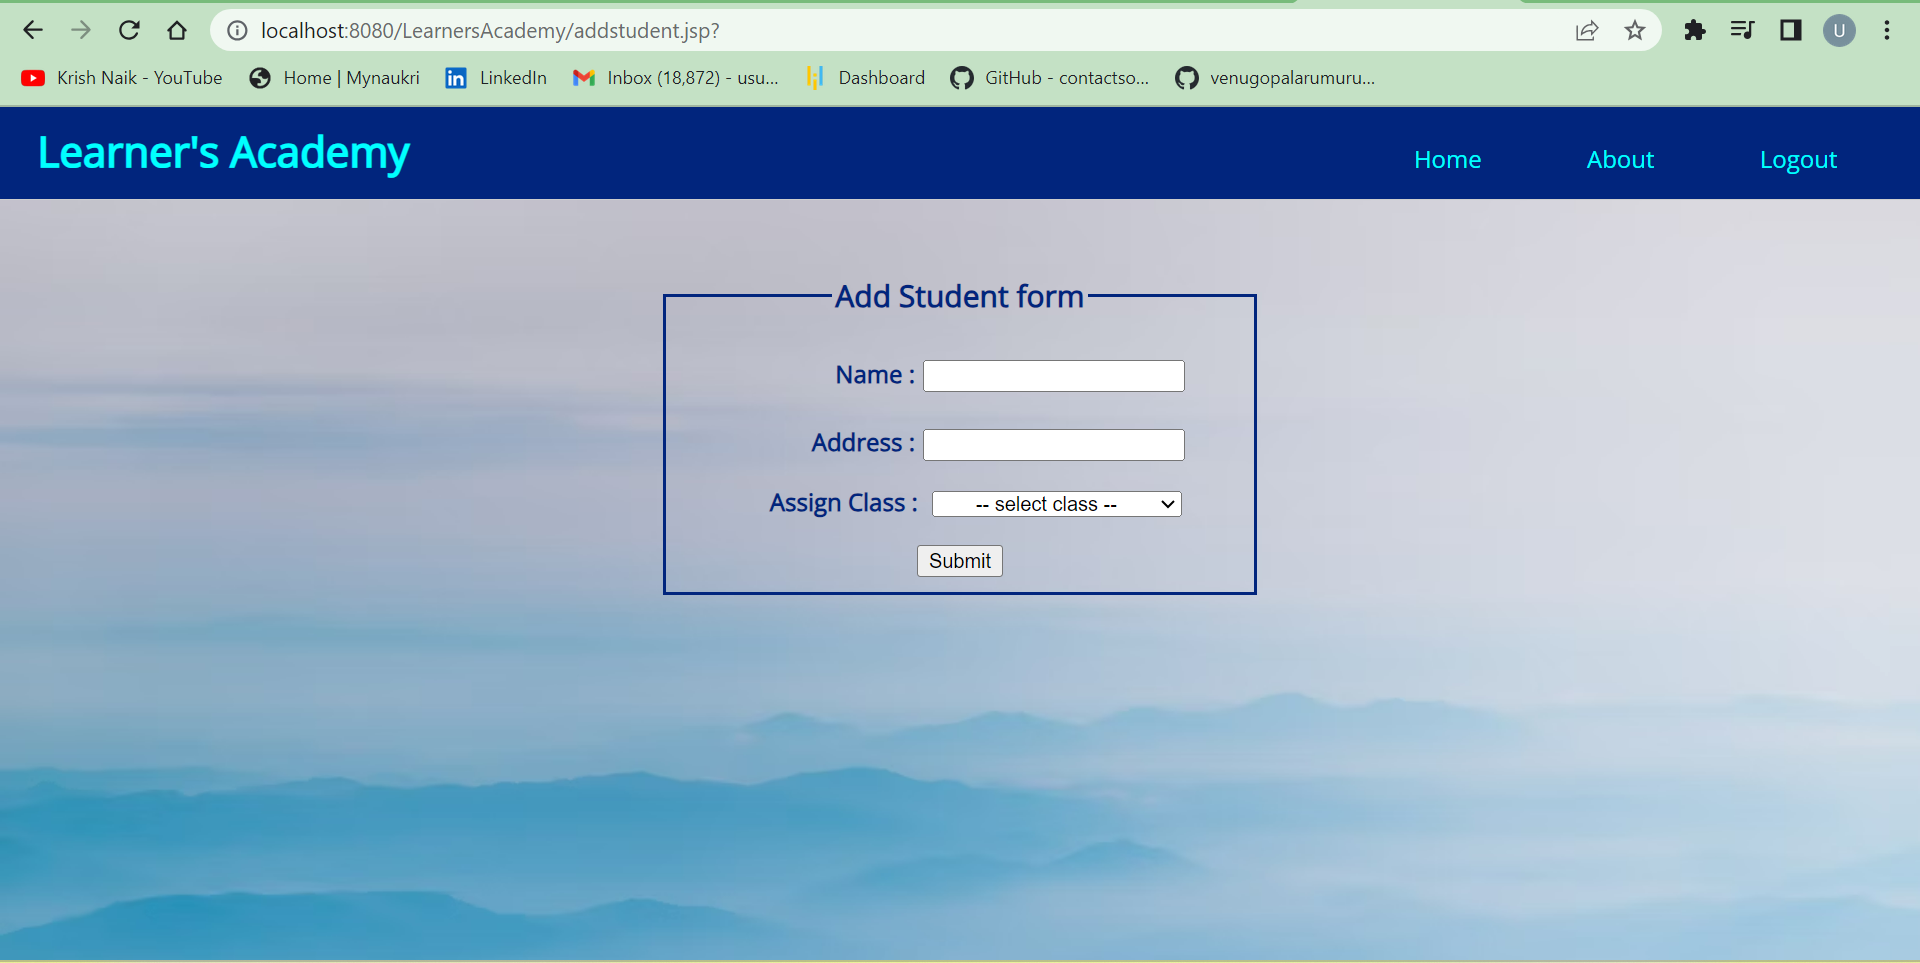 localhost:8080/LearnersAcademy/addstudent.jsp?
U
Krish Naik - YouTube Home | Mynaukri LinkedIn Inbox (18,872) - usu... Dashboard GitHub - contactso... venugopalarumuru...
Learner's Academy Home About Logout
Add Student form
Name :
Address :
Assign Class : -- select class --
Submit